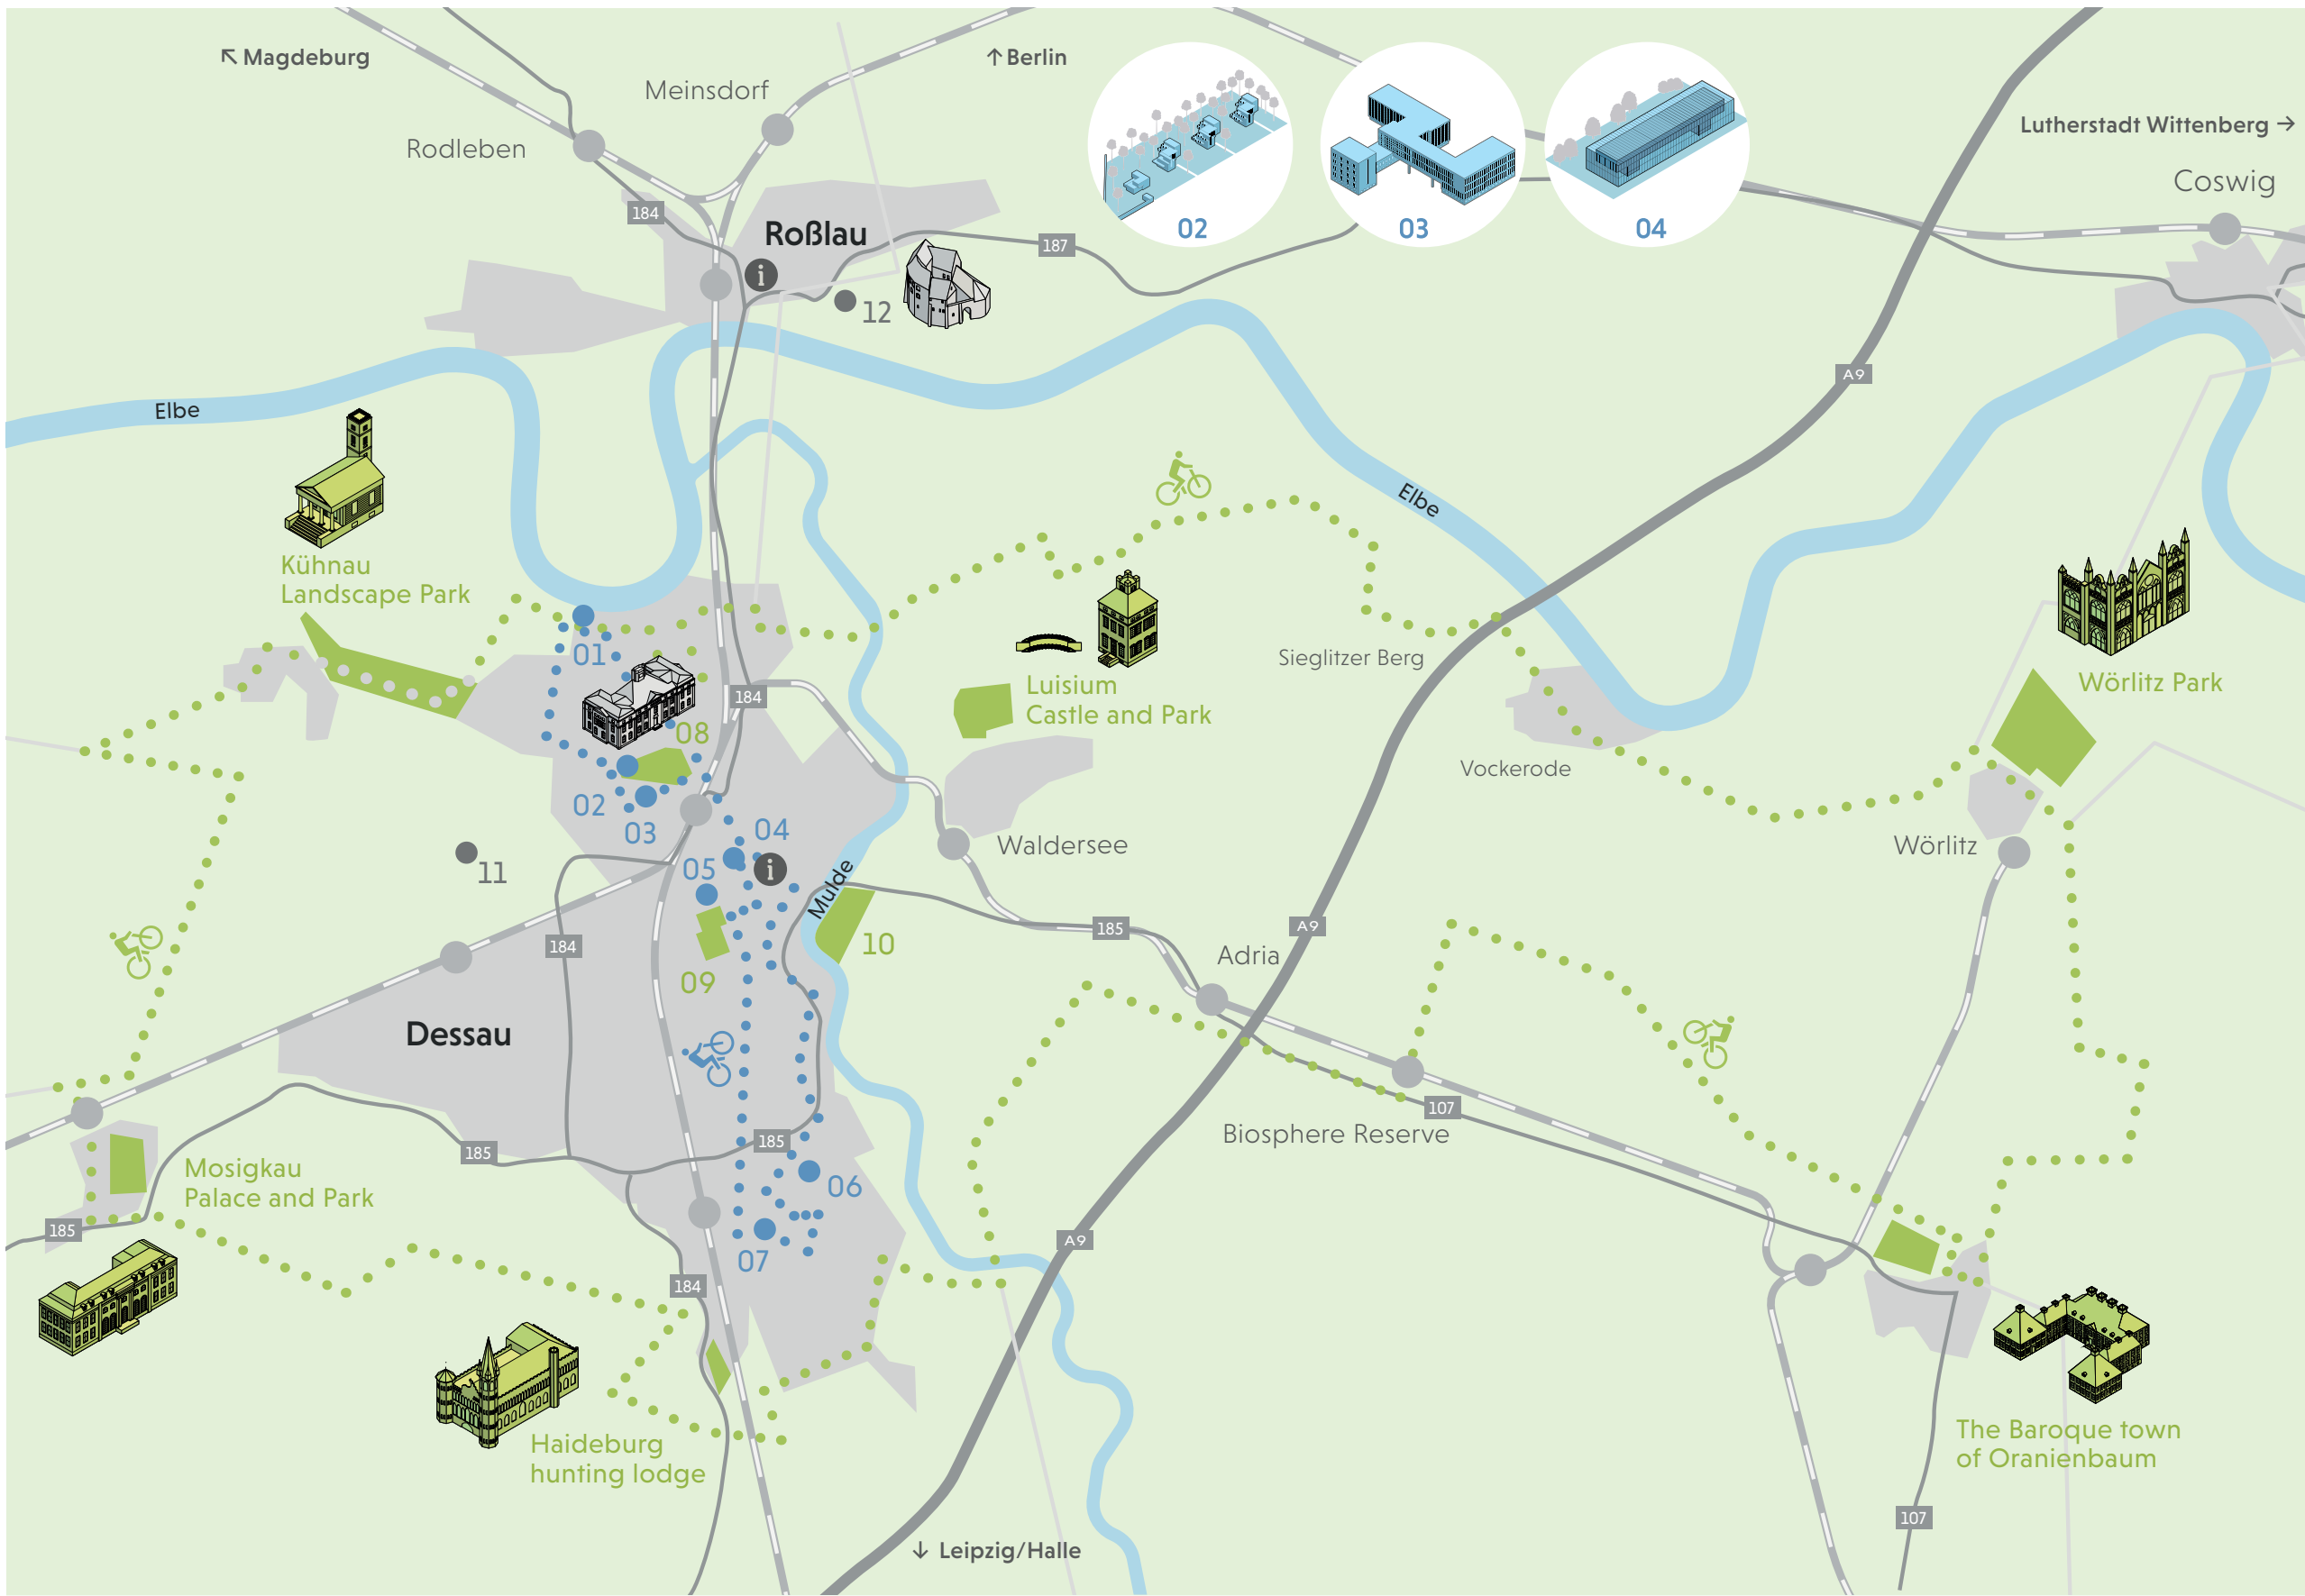 Magdeburg
Berlin
Meinsdorf
Rodleben
Lutherstadt Wittenberg
Coswig
184
Roßlau
02
03
04
187
i
12
A9
Elbe
Elbe
Kühnau
Landscape Park
01
Sieglitzer Berg
Luisium
Castle and Park
Wörlitz Park
184
08
Vockerode
02
03
04
Waldersee
Wörlitz
05
i
11
Mulde
184
10
185
A9
Adria
09
Dessau
107
Biosphere Reserve
185
185
Mosigkau
Palace and Park
06
185
A9
07
184
Haideburg
hunting lodge
The Baroque town
of Oranienbaum
107
Leipzig/Halle